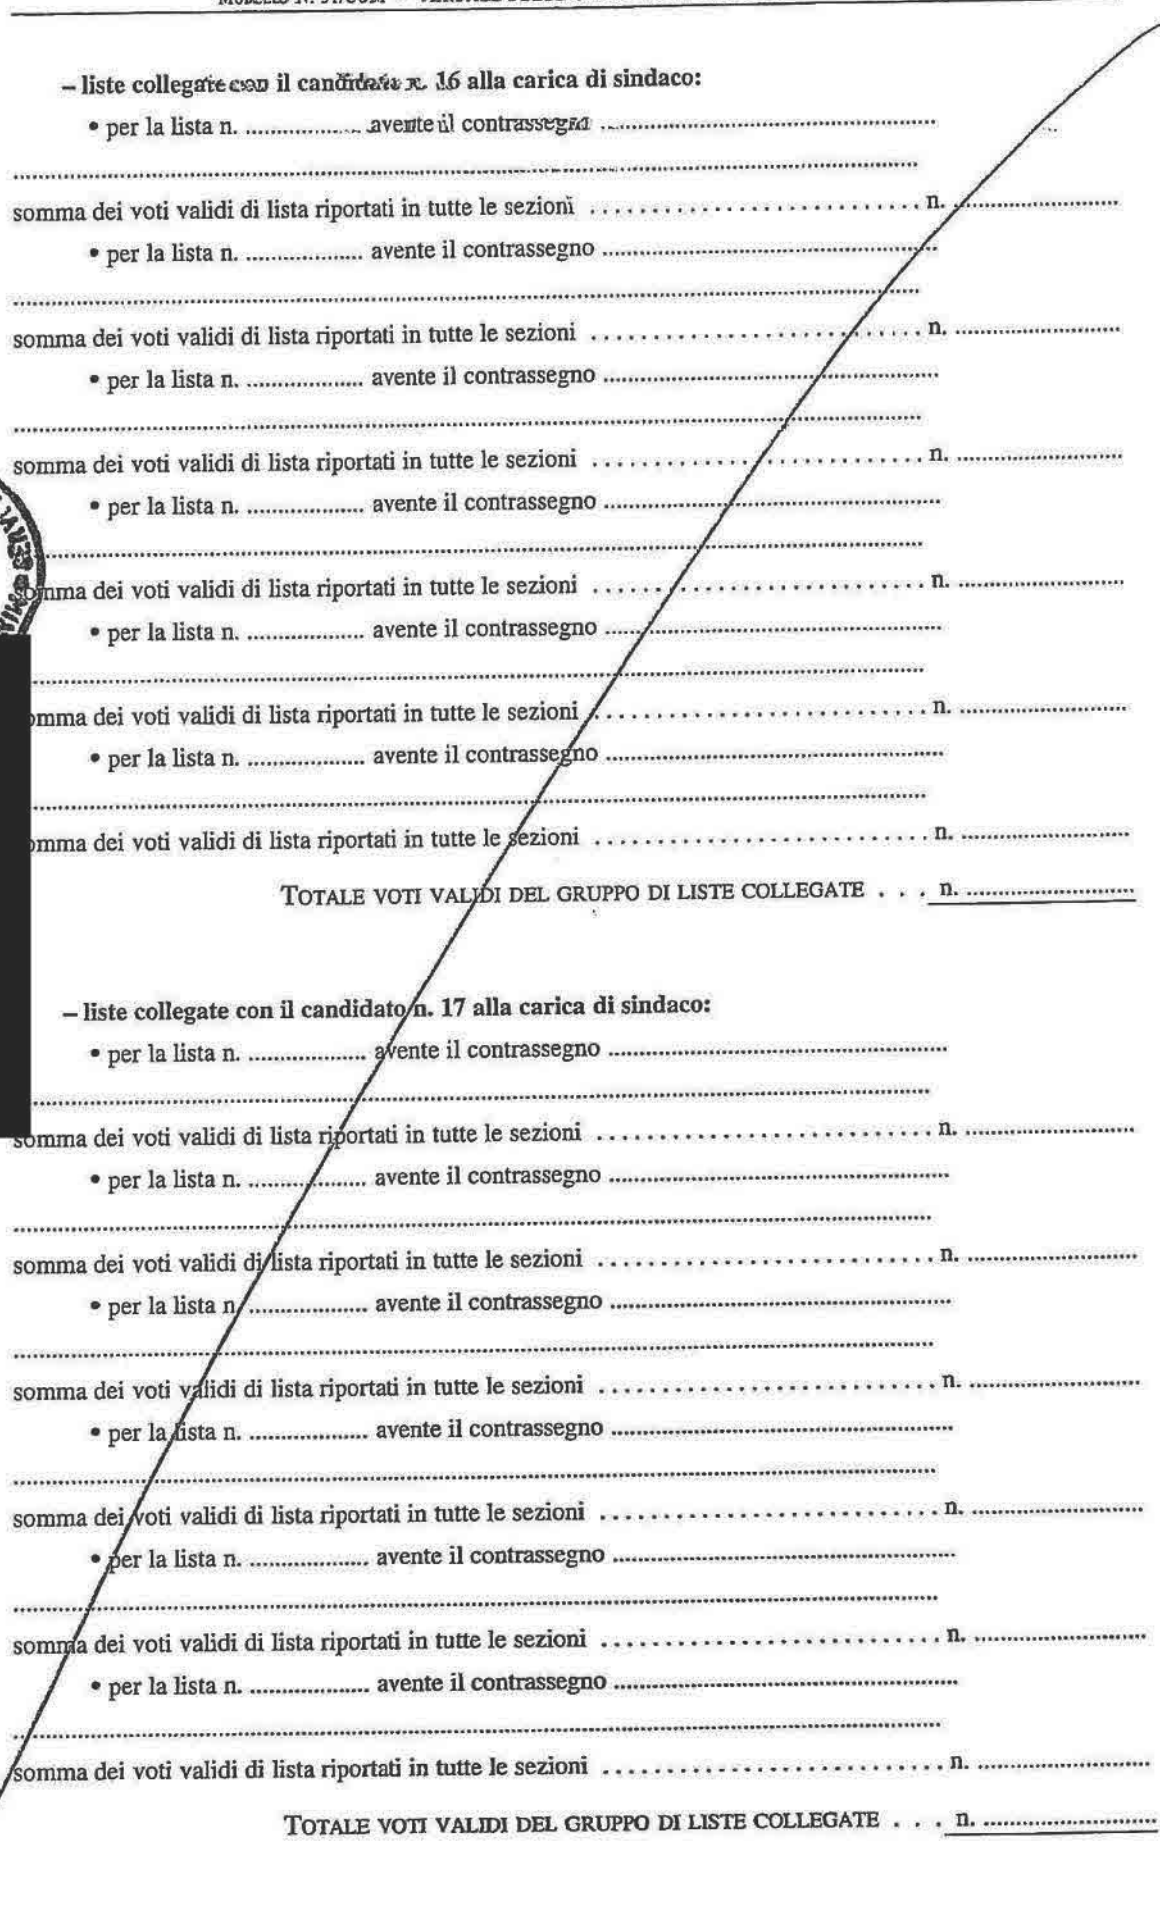 – liste collegate con il candidato n. 16 alla carica di sindaco:
• per la lista n. .................. avente il contrassegno ....................................................
..........................................................................................................................................
somma dei voti validi di lista riportati in tutte le sezioni . . . . . . . . . . . . . . . . . . . . . . . . . . . n. ..........................
• per la lista n. .................. avente il contrassegno ....................................................
..........................................................................................................................................
somma dei voti validi di lista riportati in tutte le sezioni . . . . . . . . . . . . . . . . . . . . . . . . . . . n. ..........................
• per la lista n. .................. avente il contrassegno ....................................................
..........................................................................................................................................
somma dei voti validi di lista riportati in tutte le sezioni . . . . . . . . . . . . . . . . . . . . . . . . . . . n. ..........................
• per la lista n. .................. avente il contrassegno ....................................................
..........................................................................................................................................
somma dei voti validi di lista riportati in tutte le sezioni . . . . . . . . . . . . . . . . . . . . . . . . . . . n. ..........................
• per la lista n. .................. avente il contrassegno ....................................................
..........................................................................................................................................
omma dei voti validi di lista riportati in tutte le sezioni . . . . . . . . . . . . . . . . . . . . . . . . . . . n. ..........................
• per la lista n. .................. avente il contrassegno ....................................................
..........................................................................................................................................
omma dei voti validi di lista riportati in tutte le sezioni . . . . . . . . . . . . . . . . . . . . . . . . . . . n. ..........................
TOTALE VOTI VALIDI DEL GRUPPO DI LISTE COLLEGATE . . . n. ..........................
– liste collegate con il candidato n. 17 alla carica di sindaco:
• per la lista n. .................. avente il contrassegno ....................................................
..........................................................................................................................................
somma dei voti validi di lista riportati in tutte le sezioni . . . . . . . . . . . . . . . . . . . . . . . . . . . n. ..........................
• per la lista n. .................. avente il contrassegno ....................................................
..........................................................................................................................................
somma dei voti validi di lista riportati in tutte le sezioni . . . . . . . . . . . . . . . . . . . . . . . . . . . n. ..........................
• per la lista n. .................. avente il contrassegno ....................................................
..........................................................................................................................................
somma dei voti validi di lista riportati in tutte le sezioni . . . . . . . . . . . . . . . . . . . . . . . . . . . n. ..........................
• per la lista n. .................. avente il contrassegno ....................................................
..........................................................................................................................................
somma dei voti validi di lista riportati in tutte le sezioni . . . . . . . . . . . . . . . . . . . . . . . . . . . n. ..........................
• per la lista n. .................. avente il contrassegno ....................................................
..........................................................................................................................................
somma dei voti validi di lista riportati in tutte le sezioni . . . . . . . . . . . . . . . . . . . . . . . . . . . n. ..........................
• per la lista n. .................. avente il contrassegno ....................................................
..........................................................................................................................................
somma dei voti validi di lista riportati in tutte le sezioni . . . . . . . . . . . . . . . . . . . . . . . . . . . n. ..........................
TOTALE VOTI VALIDI DEL GRUPPO DI LISTE COLLEGATE . . . n. ..........................